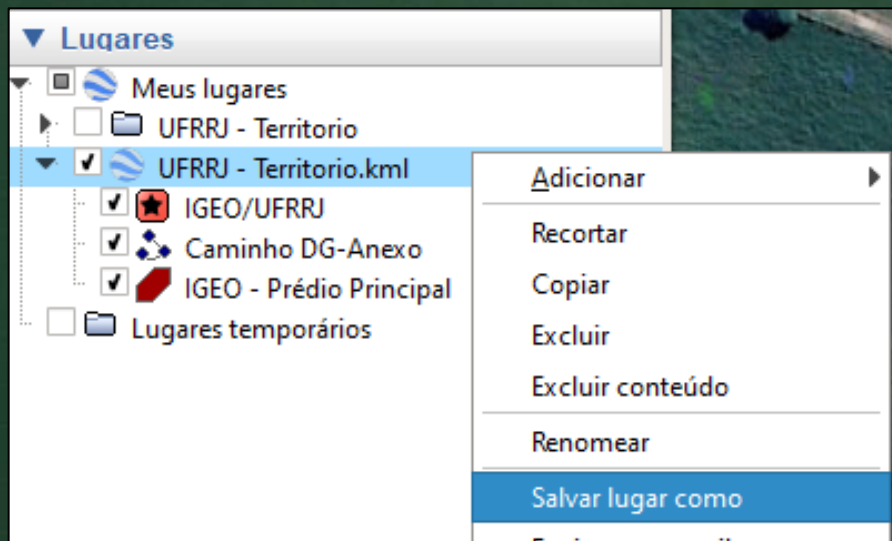 Lugares
Meus lugares
UFRRJ - Territorio
UFRRJ - Territorio.kml
IGEO/UFRRJ
Caminho DG-Anexo
IGEO - Prédio Principal
Lugares temporários
Adicionar
Recortar
Copiar
Excluir
Excluir conteúdo
Renomear
Salvar lugar como